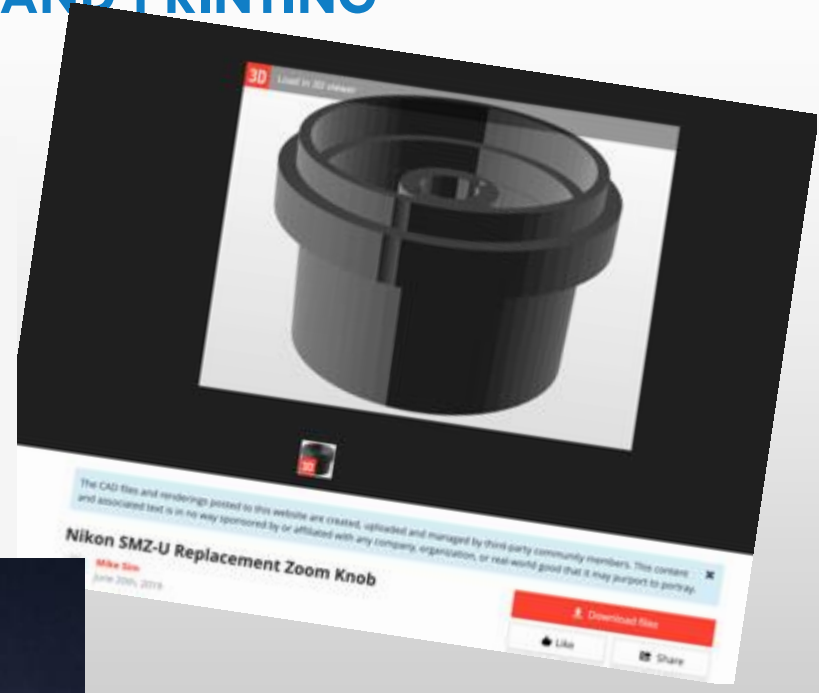 AND PRINTING
3D Load in 3D viewer
3D
The CAD files and renderings posted to this website are created, uploaded and managed by third-party community members. This content
and associated text is in no way sponsored by or affiliated with any company, organization, or real-world good that it may purport to portray.
Nikon SMZ-U Replacement Zoom Knob
Mike Sim
June 20th, 2019
Download files
Like
Share